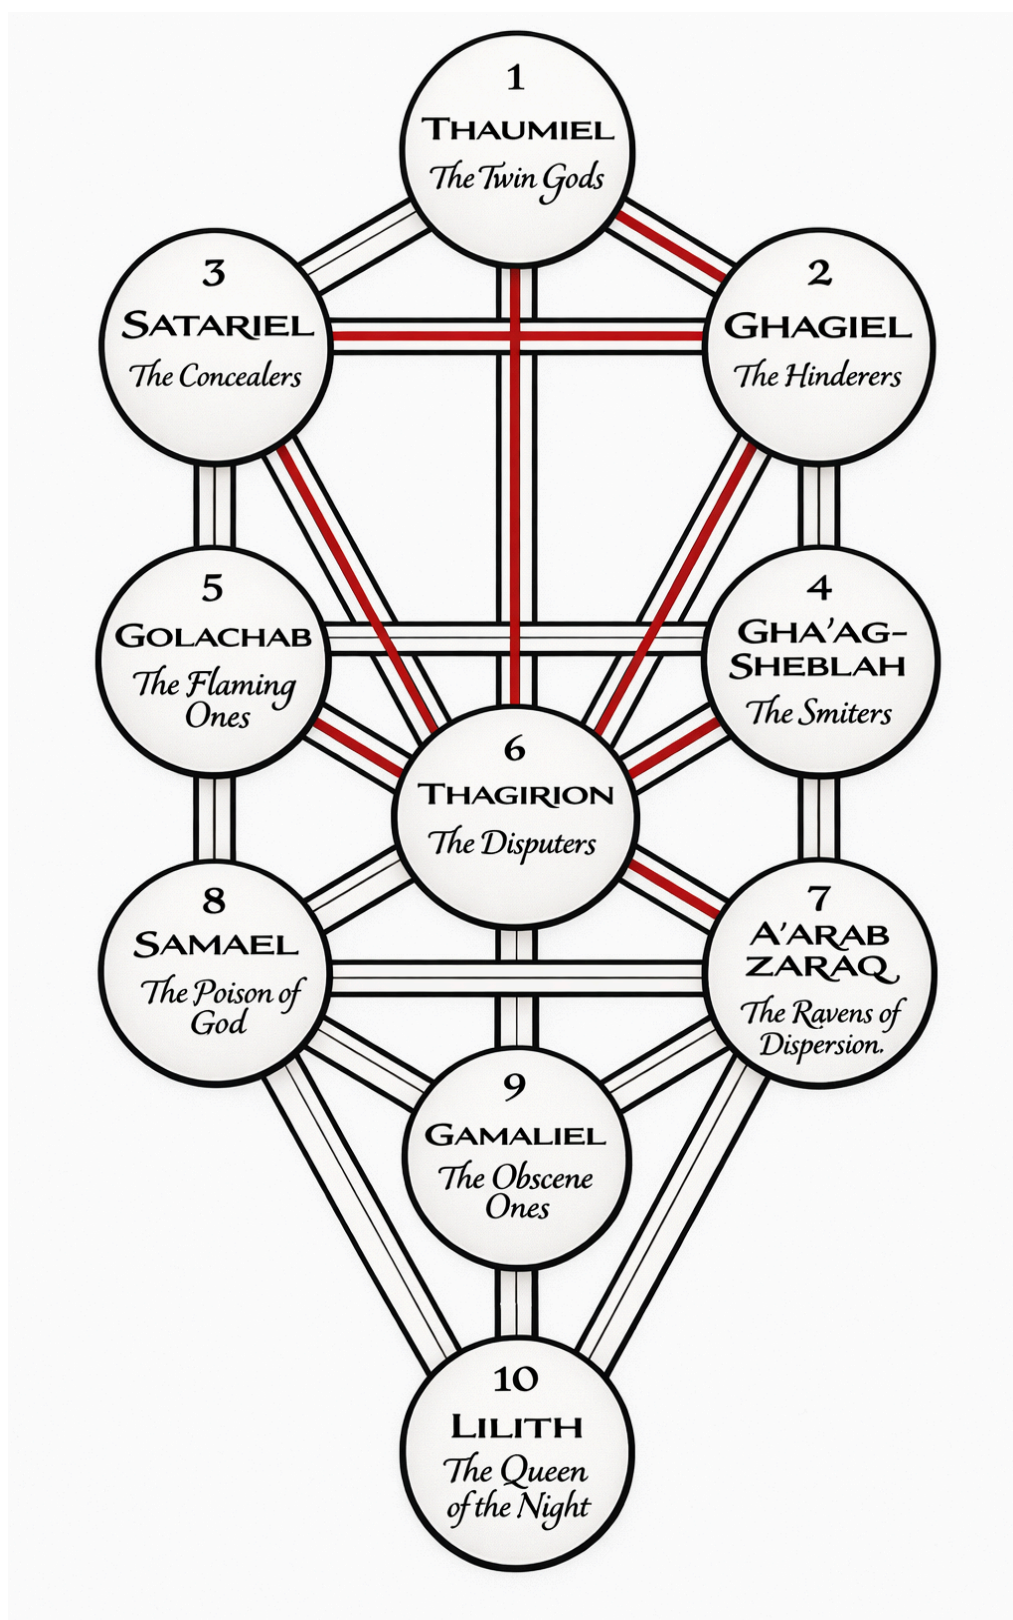 1
THAUMIEL
The Twin Gods
3
SATARIEL
The Concealers
2
GHAGIEL
The Hinderers
5
GOLACHAB
The Flaming
Ones
4
GHA'AG-
SHEBLAH
The Smiters
6
THAGIRION
The Disputers
8
SAMAEL
The Poison of
God
7
A'ARAB
ZARAQ
The Ravens of
Dispersion.
9
GAMALIEL
The Obscene
Ones
10
LILITH
The Queen
of the Night